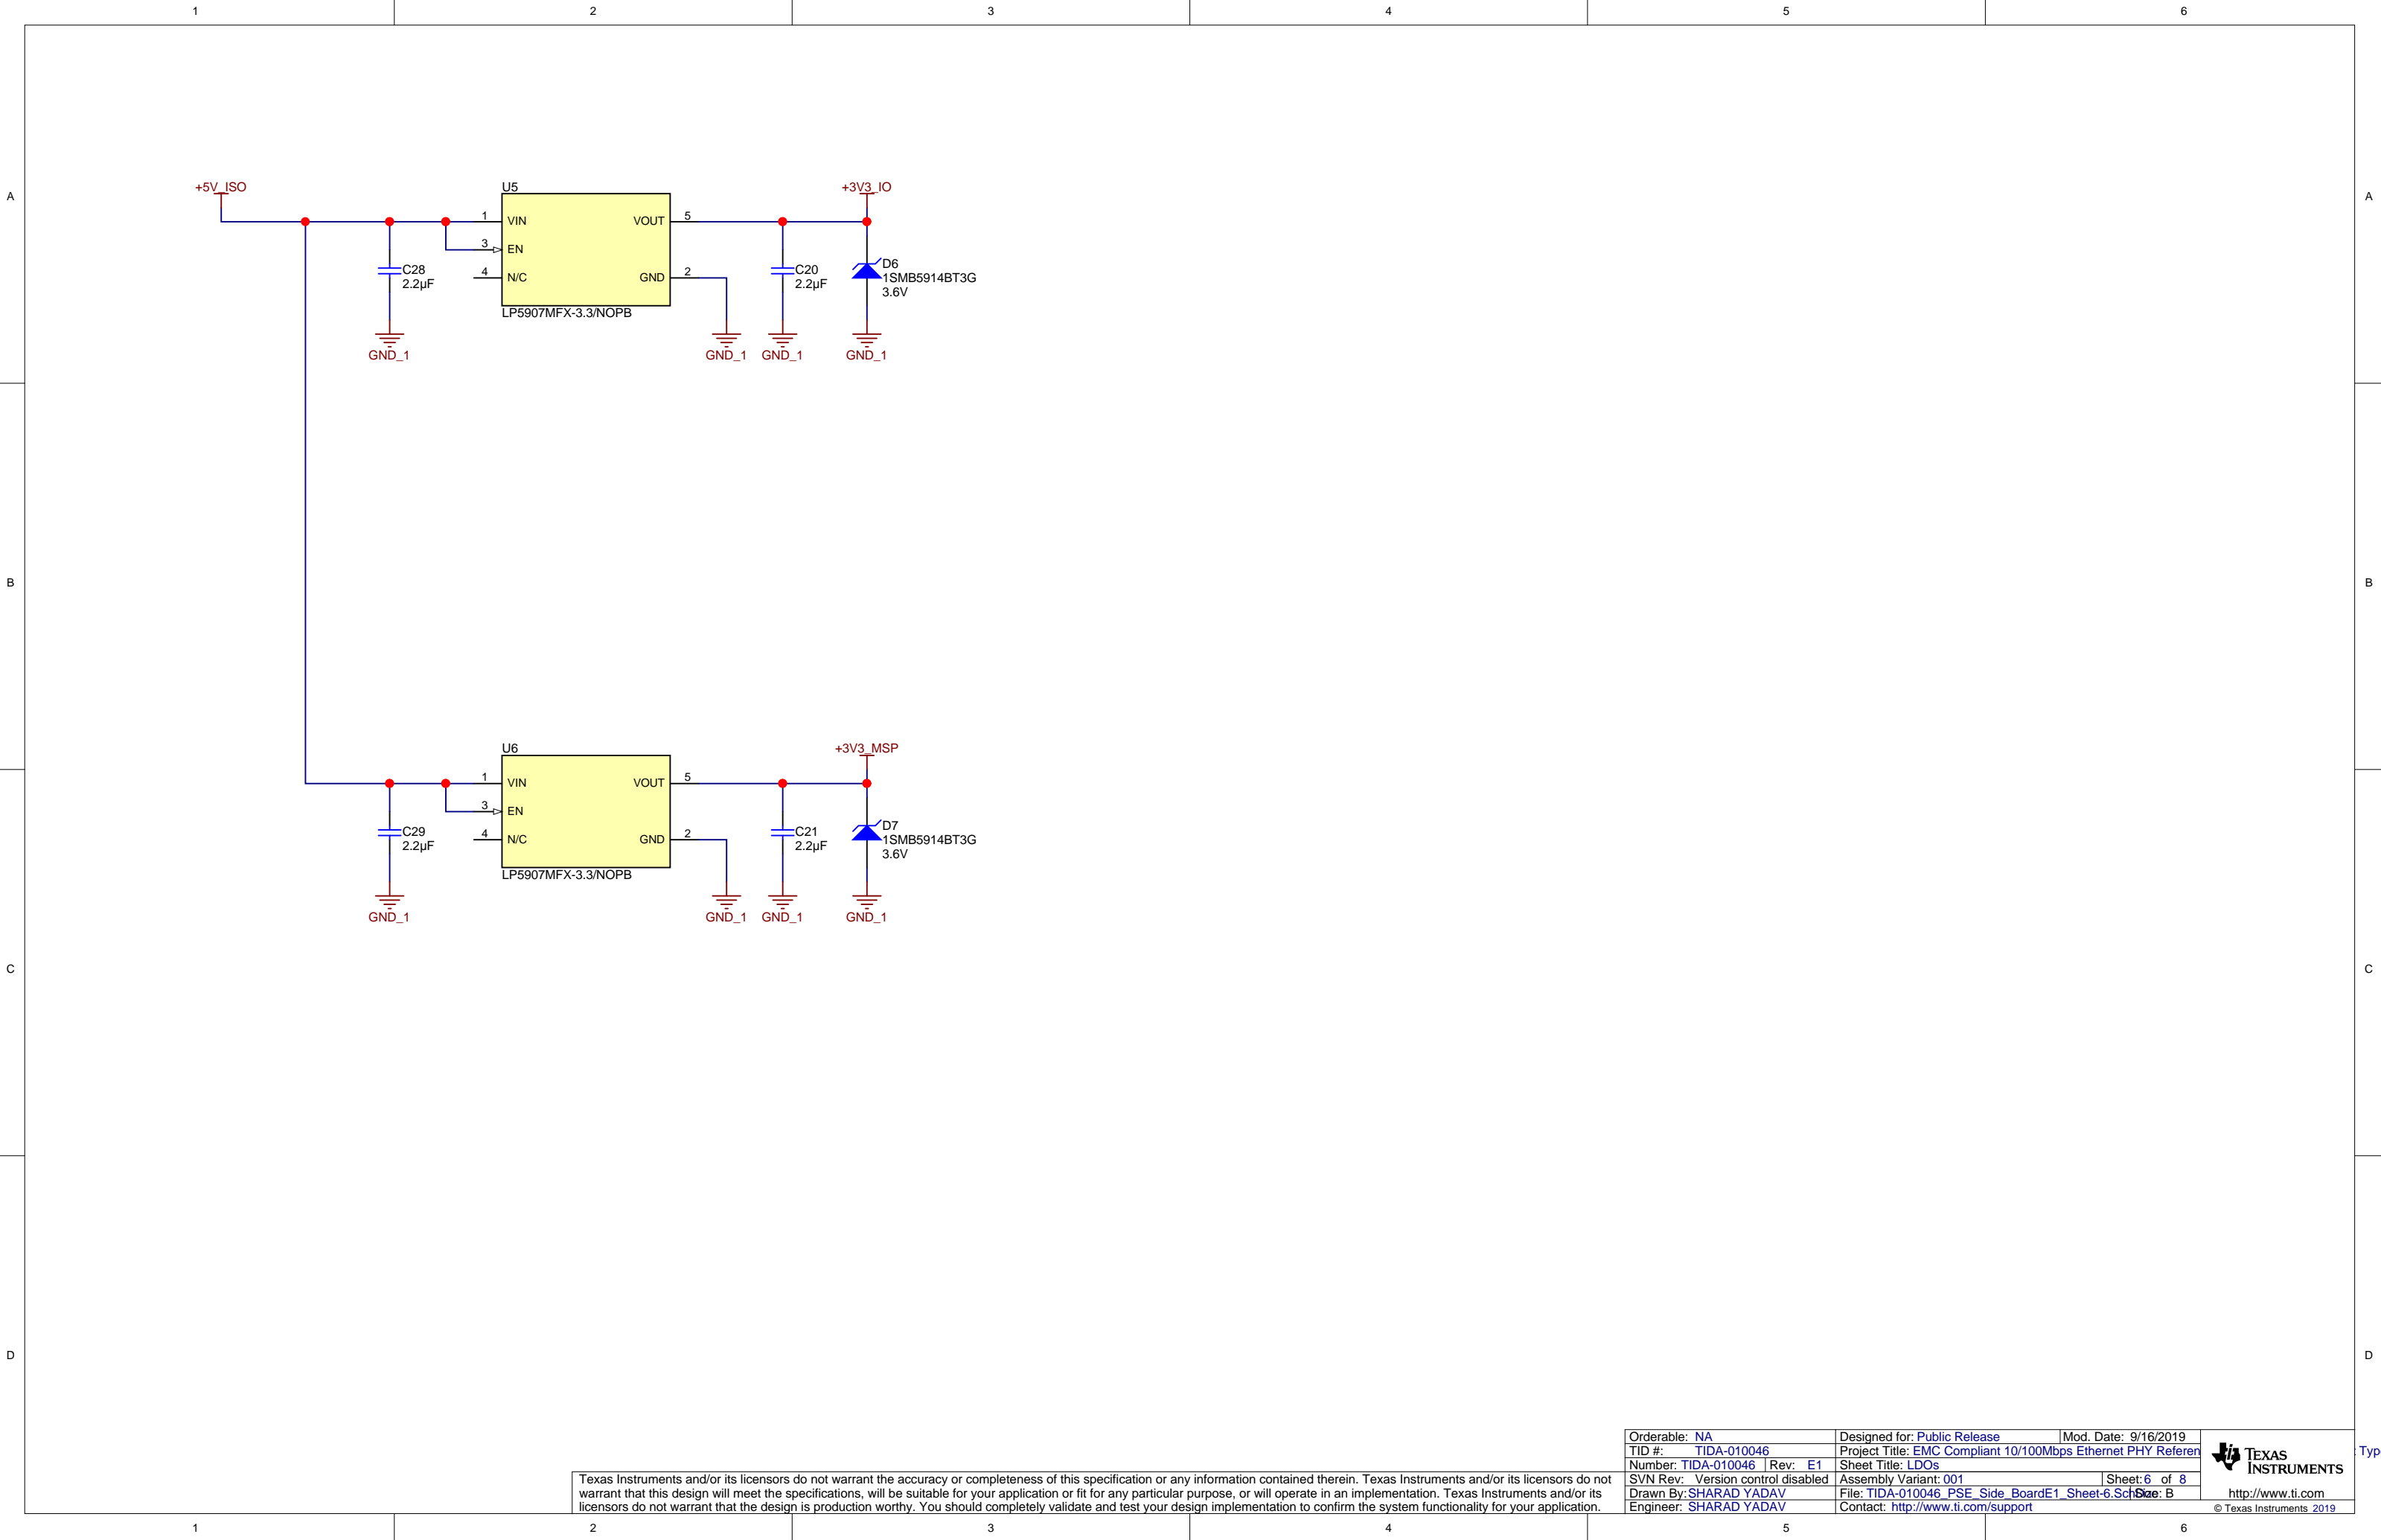 1 2 3 4 5 6
A A
+5V_ISO
U5
1 VIN
3 EN
4 N/C
VOUT 5
GND 2
LP5907MFX-3.3/NOPB
+3V3_IO
C28
2.2µF
C20
2.2µF
D6
1SMB5914BT3G
3.6V
GND_1 GND_1 GND_1 GND_1
B B
U6
1 VIN
3 EN
4 N/C
VOUT 5
GND 2
LP5907MFX-3.3/NOPB
+3V3_MSP
C29
2.2µF
C21
2.2µF
D7
1SMB5914BT3G
3.6V
GND_1 GND_1 GND_1 GND_1
C C
D D
Texas Instruments and/or its licensors do not warrant the accuracy or completeness of this specification or any information contained therein. Texas Instruments and/or its licensors do not
warrant that this design will meet the specifications, will be suitable for your application or fit for any particular purpose, or will operate in an implementation. Texas Instruments and/or its
licensors do not warrant that the design is production worthy. You should completely validate and test your design implementation to confirm the system functionality for your application.
Orderable: NA Designed for: Public Release Mod. Date: 9/16/2019
TID #: TIDA-010046 Project Title: EMC Compliant 10/100Mbps Ethernet PHY Referen Typ
Number: TIDA-010046 Rev: E1 Sheet Title: LDOs
SVN Rev: Version control disabled Assembly Variant: 001 Sheet: 6 of 8
Drawn By: SHARAD YADAV File: TIDA-010046_PSE_Side_BoardE1_Sheet-6.Sch Size: B
Engineer: SHARAD YADAV Contact: http://www.ti.com/support
TEXAS
INSTRUMENTS
http://www.ti.com
© Texas Instruments 2019
1 2 3 4 5 6